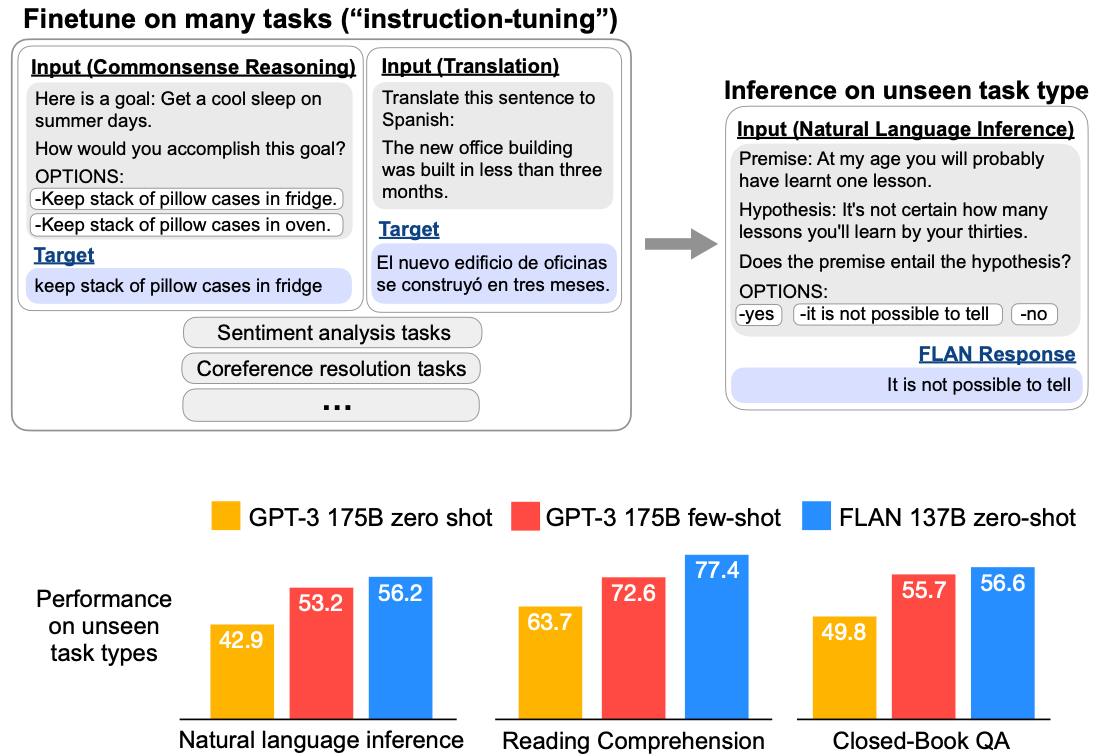 Finetune on many tasks (“instruction-tuning”)
Input (Commonsense Reasoning)
Here is a goal: Get a cool sleep on
summer days.
How would you accomplish this goal?
OPTIONS:
-Keep stack of pillow cases in fridge.
-Keep stack of pillow cases in oven.
Target
keep stack of pillow cases in fridge
Input (Translation)
Translate this sentence to
Spanish:
The new office building
was built in less than three
months.
Target
El nuevo edificio de oficinas
se construyó en tres meses.
Sentiment analysis tasks
Coreference resolution tasks
...
Inference on unseen task type
Input (Natural Language Inference)
Premise: At my age you will probably
have learnt one lesson.
Hypothesis: It's not certain how many
lessons you'll learn by your thirties.
Does the premise entail the hypothesis?
OPTIONS:
-yes -it is not possible to tell -no
FLAN Response
It is not possible to tell
GPT-3 175B zero shot GPT-3 175B few-shot FLAN 137B zero-shot
Performance
on unseen
task types
42.9 53.2 56.2
Natural language inference
63.7 72.6 77.4
Reading Comprehension
49.8 55.7 56.6
Closed-Book QA